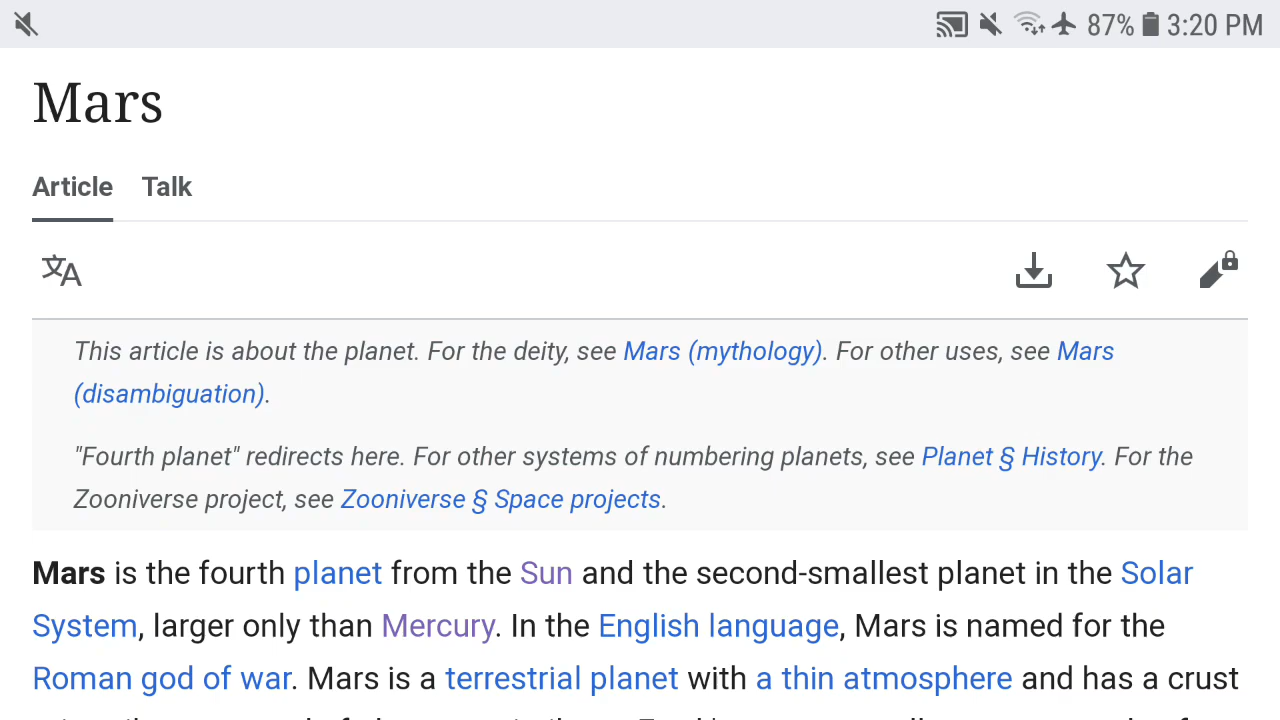 87% 3:20 PM
Mars
Article Talk
This article is about the planet. For the deity, see Mars (mythology). For other uses, see Mars
(disambiguation).
"Fourth planet" redirects here. For other systems of numbering planets, see Planet § History. For the
Zooniverse project, see Zooniverse § Space projects.
Mars is the fourth planet from the Sun and the second-smallest planet in the Solar
System, larger only than Mercury. In the English language, Mars is named for the
Roman god of war. Mars is a terrestrial planet with a thin atmosphere and has a crust